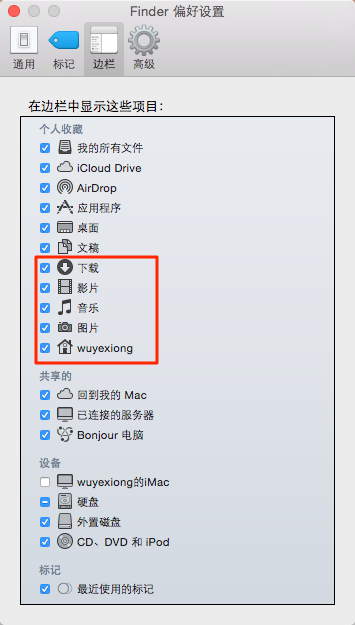 Finder 偏好设置
通用 标记 边栏 高级
在边栏中显示这些项目：
个人收藏
我的所有文件
iCloud Drive
AirDrop
应用程序
桌面
文稿
下载
影片
音乐
图片
wuyexiong
共享的
回到我的 Mac
已连接的服务器
Bonjour 电脑
设备
wuyexiong的iMac
硬盘
外置磁盘
CD、DVD 和 iPod
标记
最近使用的标记